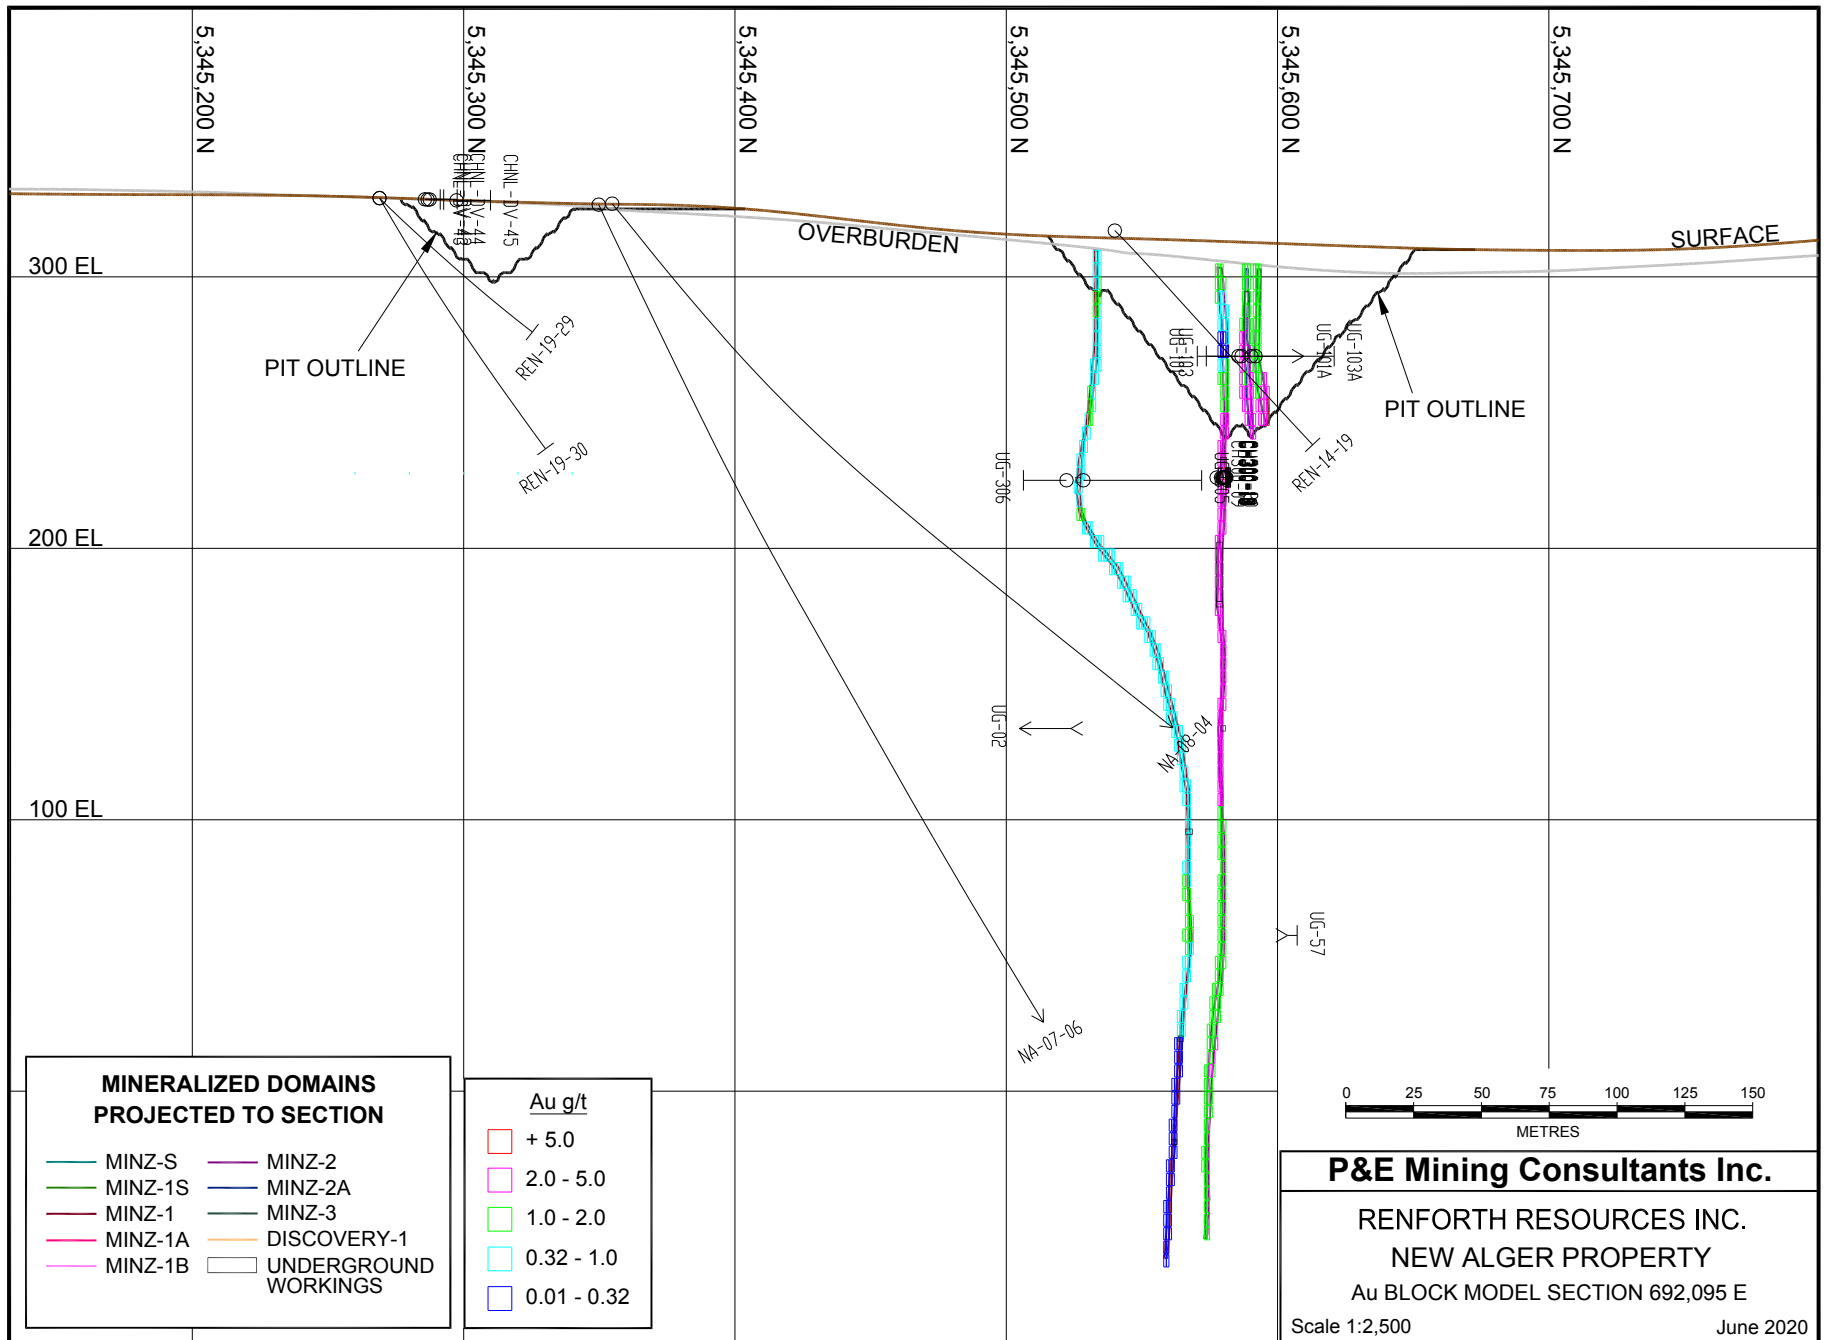 5,345,200 N
5,345,300 N
5,345,400 N
5,345,500 N
5,345,600 N
5,345,700 N
CHNL-DV-44
CHNL-DV-45
OVERBURDEN
SURFACE
300 EL
200 EL
100 EL
PIT OUTLINE
PIT OUTLINE
REN-19-29
REN-19-30
UG-103
UG-101A
UG-103A
REN-14-19
UG-306
UG-02
NA-08-04
UG-57
NA-07-06
MINERALIZED DOMAINS
PROJECTED TO SECTION
MINZ-S
MINZ-1S
MINZ-1
MINZ-1A
MINZ-1B
MINZ-2
MINZ-2A
MINZ-3
DISCOVERY-1
UNDERGROUND
WORKINGS
Au g/t
+ 5.0
2.0 - 5.0
1.0 - 2.0
0.32 - 1.0
0.01 - 0.32
0 25 50 75 100 125 150
METRES
P&E Mining Consultants Inc.
RENFORTH RESOURCES INC.
NEW ALGER PROPERTY
Au BLOCK MODEL SECTION 692,095 E
Scale 1:2,500 June 2020